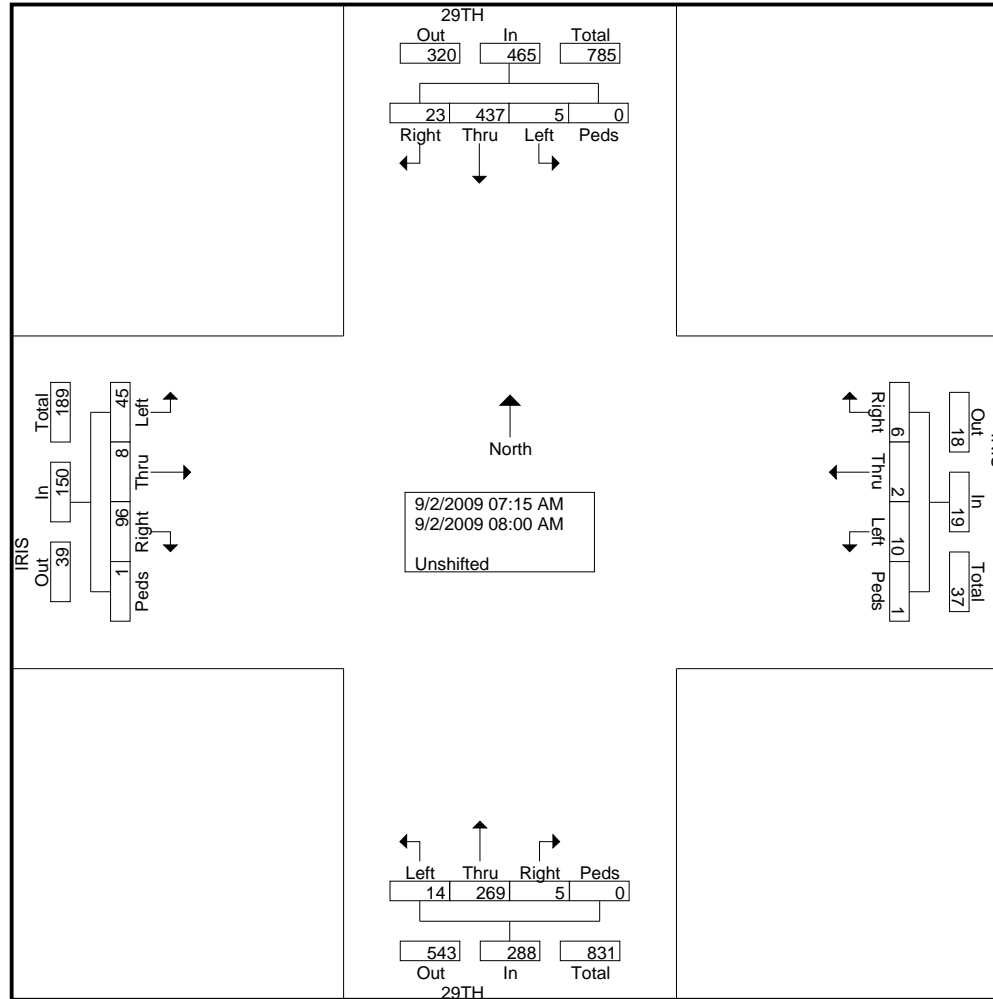 29TH
Out In Total
320 465 785
23 437 5 0
Right Thru Left Peds
Total 189
In 150
Out 39
IRIS
45 8 96 1
Left Thru Right Peds
North
9/2/2009 07:15 AM
9/2/2009 08:00 AM
Unshifted
Right Thru Left Peds
6 2 10 1
Out 18
In 19
Total 37
Left Thru Right Peds
14 269 5 0
543 288 831
Out In Total
29TH